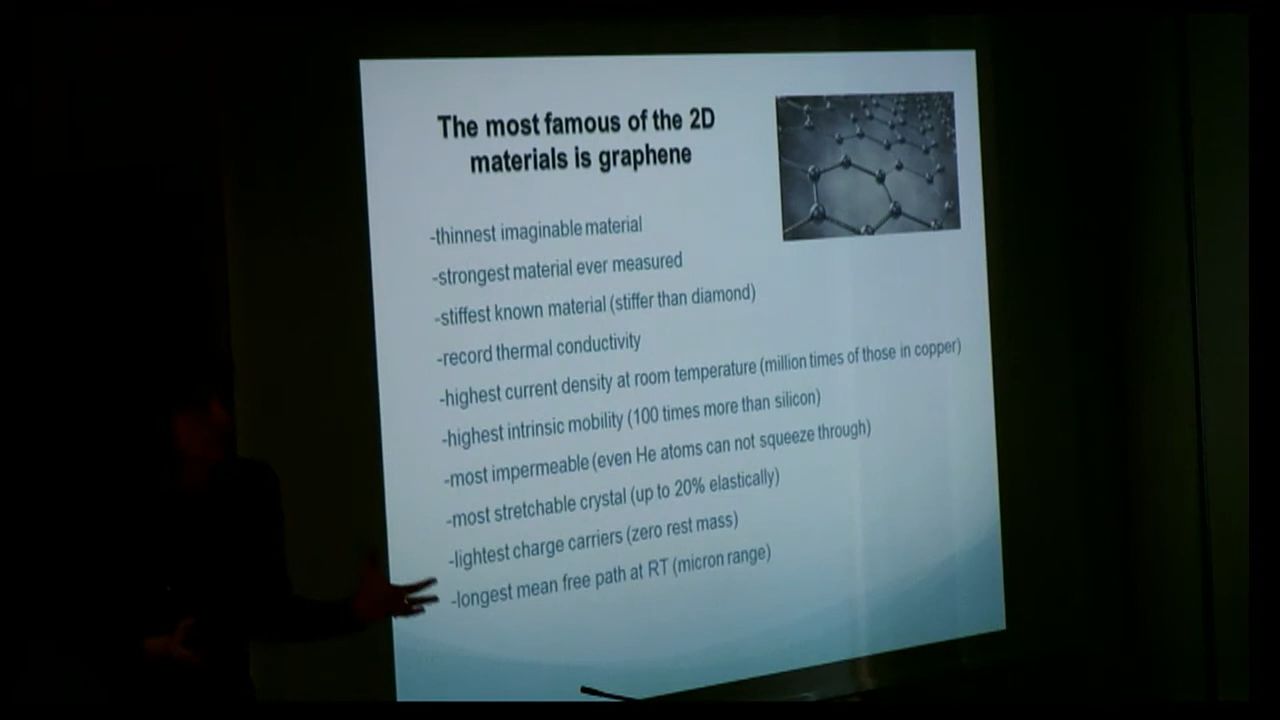 The most famous of the 2D
materials is graphene
-thinnest imaginable material
-strongest material ever measured
-stiffest known material (stiffer than diamond)
-record thermal conductivity
-highest current density at room temperature (million times of those in copper)
-highest intrinsic mobility (100 times more than silicon)
-most impermeable (even He atoms can not squeeze through)
-most stretchable crystal (up to 20% elastically)
-lightest charge carriers (zero rest mass)
-longest mean free path at RT (micron range)